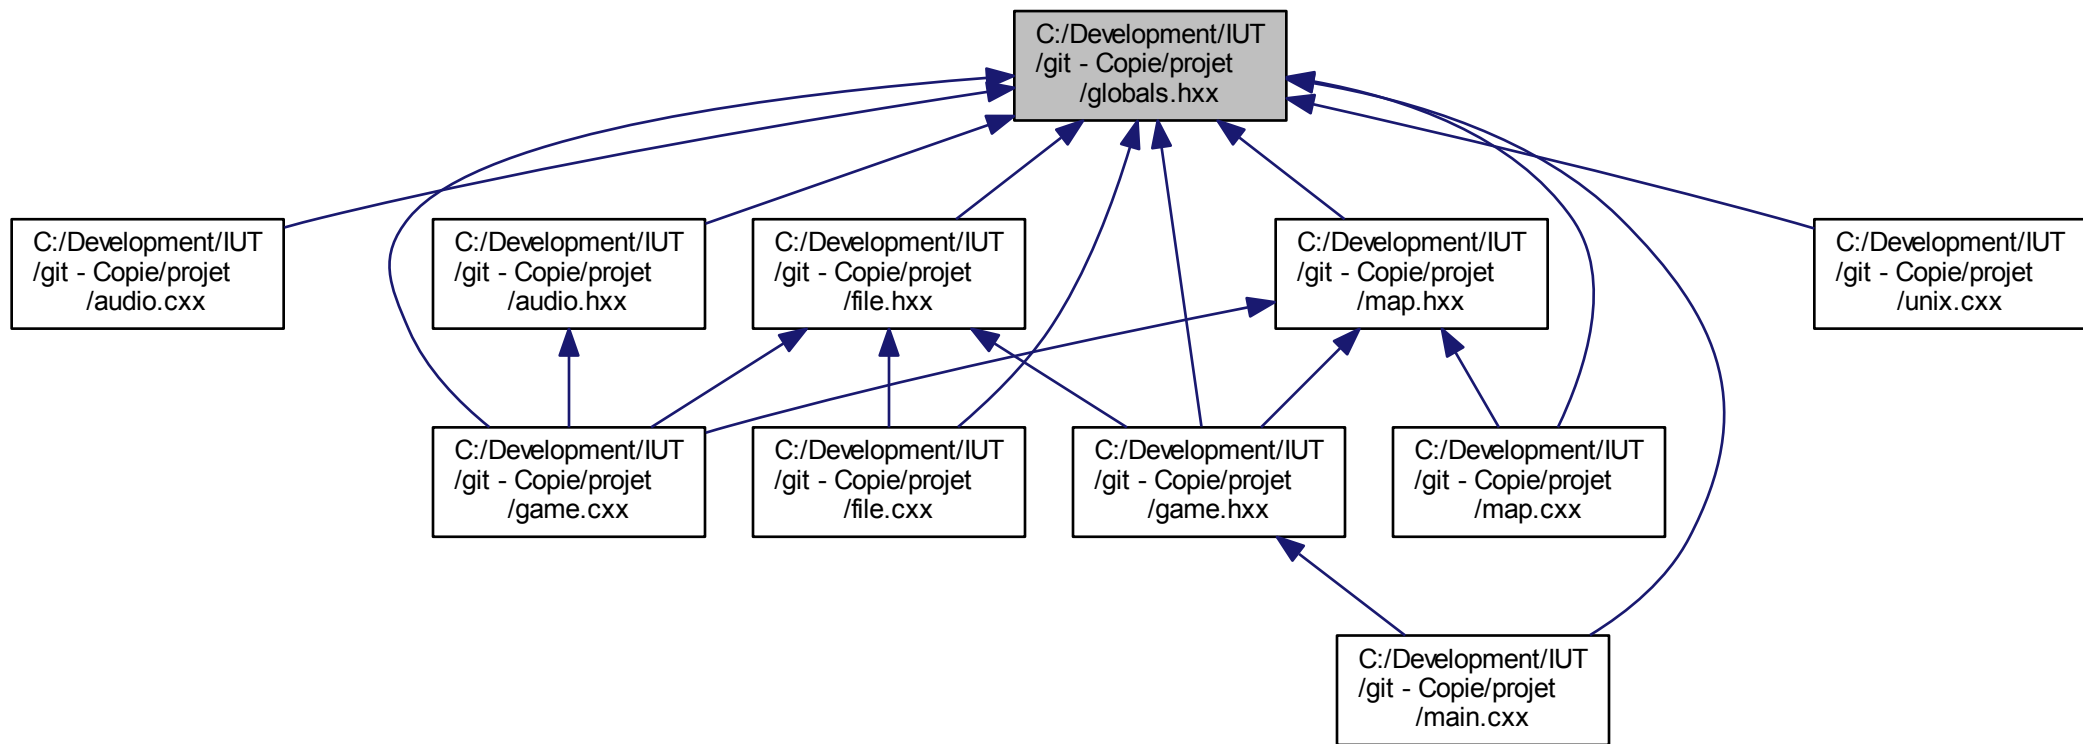 C:/Development/IUT
/git - Copie/projet
/globals.hxx
C:/Development/IUT
/git - Copie/projet
/audio.cxx
C:/Development/IUT
/git - Copie/projet
/audio.hxx
C:/Development/IUT
/git - Copie/projet
/file.hxx
C:/Development/IUT
/git - Copie/projet
/map.hxx
C:/Development/IUT
/git - Copie/projet
/unix.cxx
C:/Development/IUT
/git - Copie/projet
/game.cxx
C:/Development/IUT
/git - Copie/projet
/file.cxx
C:/Development/IUT
/git - Copie/projet
/game.hxx
C:/Development/IUT
/git - Copie/projet
/map.cxx
C:/Development/IUT
/git - Copie/projet
/main.cxx